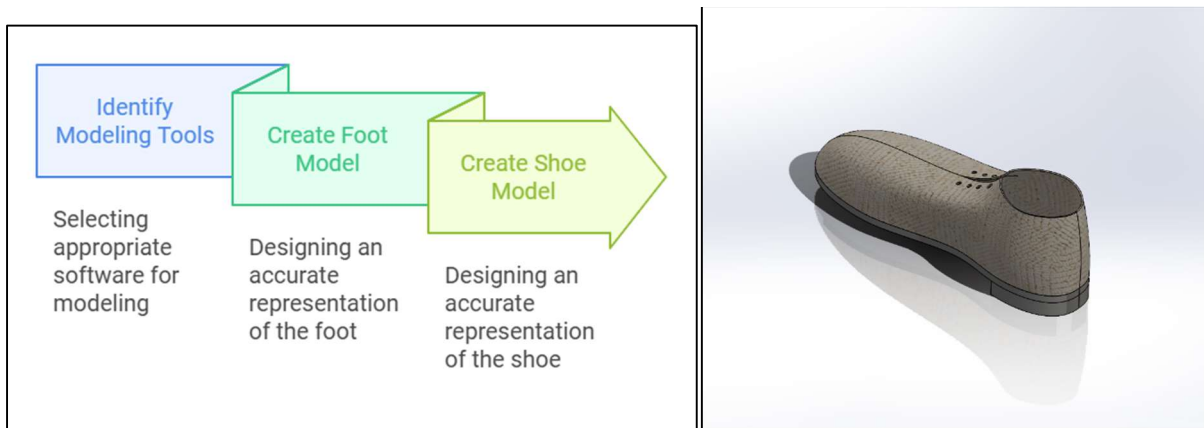 Identify
Modeling Tools
Create Foot
Model
Create Shoe
Model
Selecting
appropriate
software for
modeling
Designing an
accurate
representation
of the foot
Designing an
accurate
representation
of the shoe